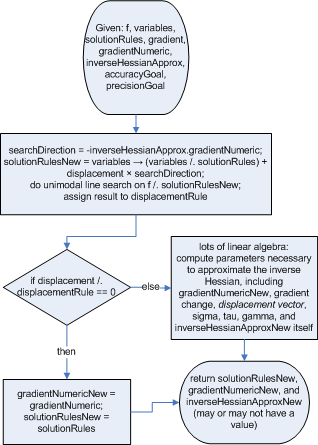 Given: f, variables,
solutionRules, gradient,
gradientNumeric,
inverseHessianApprox,
accuracyGoal,
precisionGoal
searchDirection = -inverseHessianApprox.gradientNumeric;
solutionRulesNew = variables → (variables /. solutionRules) +
displacement × searchDirection;
do unimodal line search on f /. solutionRulesNew;
assign result to displacementRule
if displacement /.
displacementRule == 0
else
lots of linear algebra:
compute parameters necessary
to approximate the inverse
Hessian, including
gradientNumericNew, gradient
change, displacement vector,
sigma, tau, gamma, and
inverseHessianApproxNew itself
then
gradientNumericNew =
gradientNumeric;
solutionRulesNew =
solutionRules
return solutionRulesNew,
gradientNumericNew, and
inverseHessianApproxNew
(may or may not have a
value)